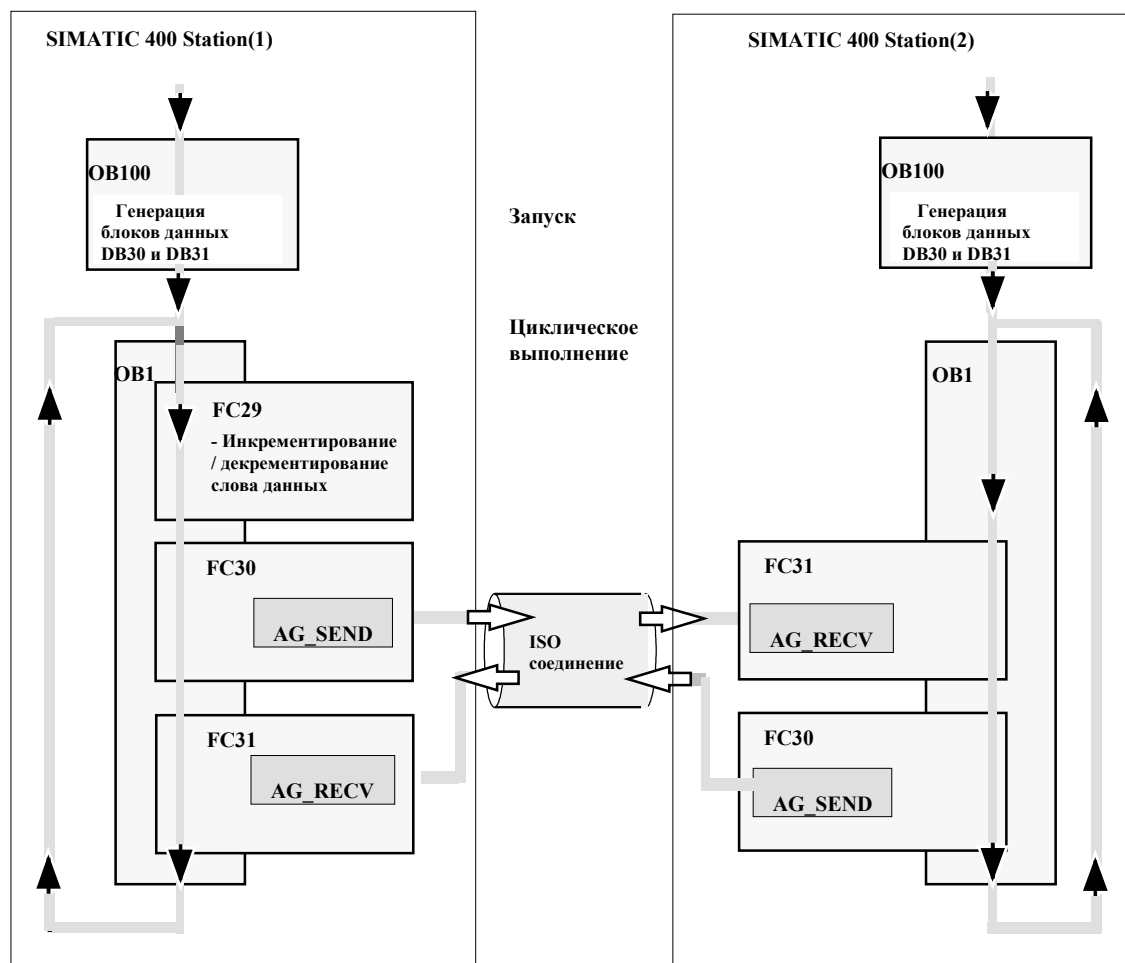 SIMATIC 400 Station(1)
OB100
Генерация
блоков данных
DB30 и DB31
OB1
FC29
- Инкрементирование
/ декрементирование
слова данных
FC30
AG_SEND
FC31
AG_RECV
Запуск
Циклическое
выполнение
ISO
соединение
SIMATIC 400 Station(2)
OB100
Генерация
блоков данных
DB30 и DB31
OB1
FC31
AG_RECV
FC30
AG_SEND